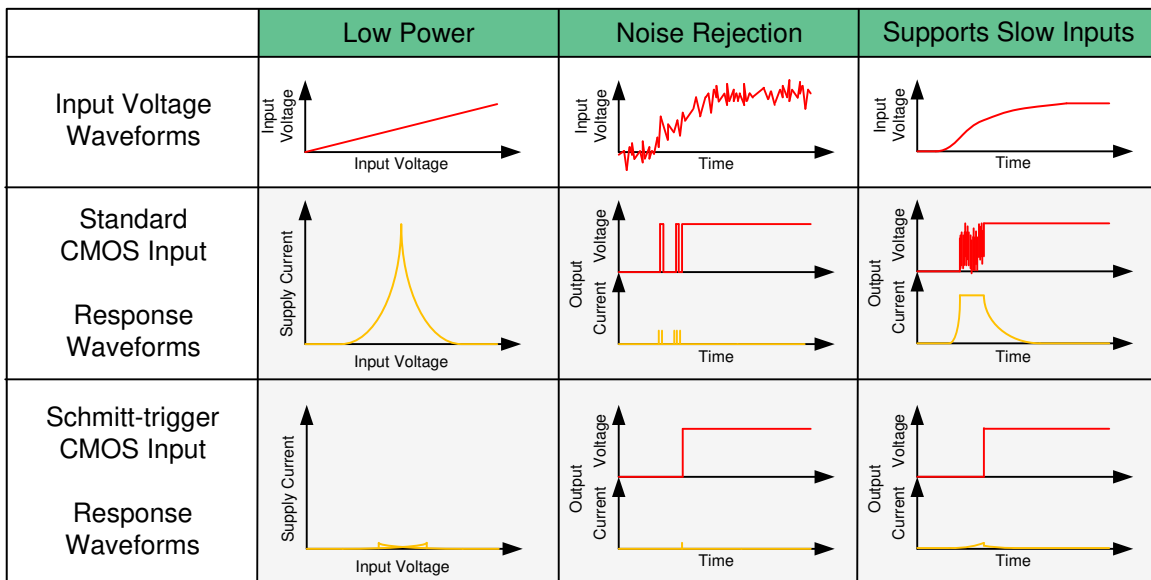 Low Power
Noise Rejection
Supports Slow Inputs
Input Voltage
Waveforms
Input
Voltage
Input Voltage
Input
Voltage
Time
Input
Voltage
Time
Standard
CMOS Input
Response
Waveforms
Supply Current
Input Voltage
Output
Voltage
Current
Time
Output
Voltage
Current
Time
Schmitt-trigger
CMOS Input
Response
Waveforms
Supply Current
Input Voltage
Output
Voltage
Current
Time
Output
Voltage
Current
Time